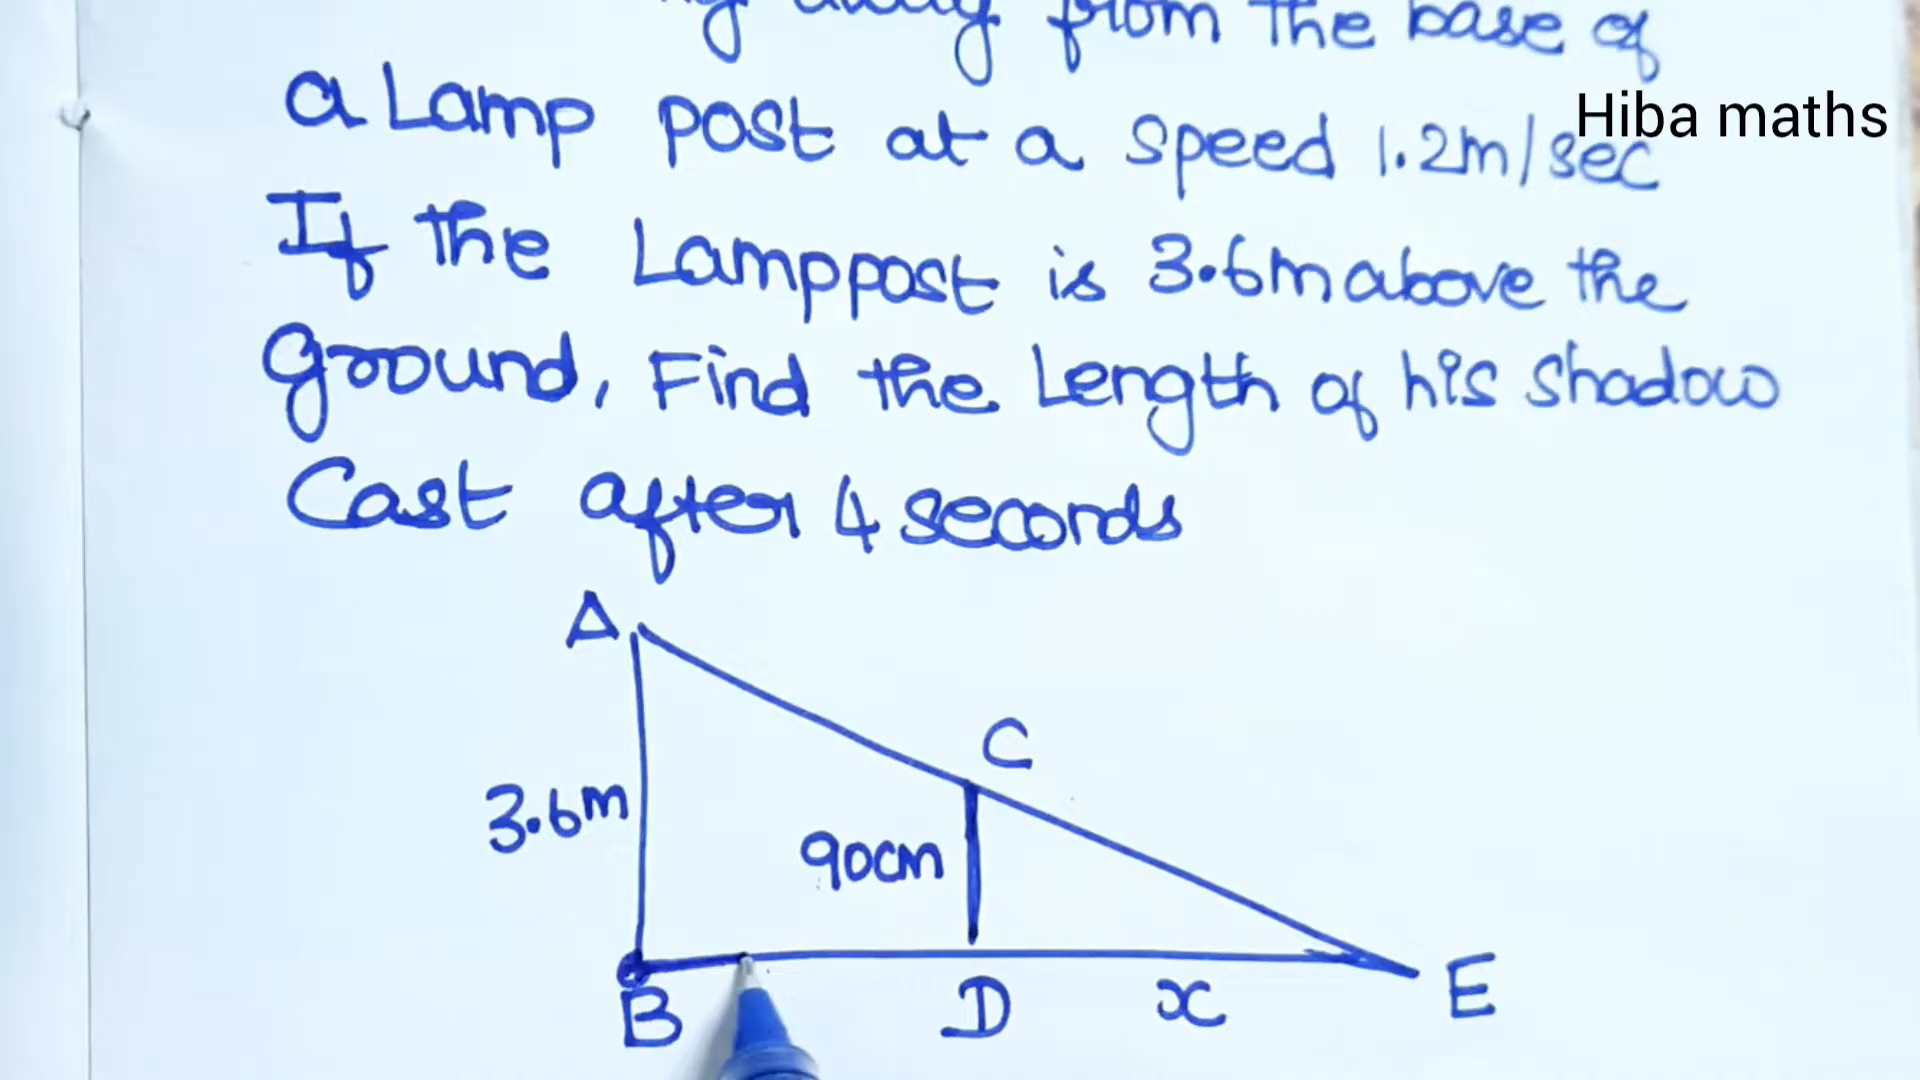 away from the base of
a Lamp post at a speed 1.2m/sec
Hiba maths
If the Lamppost is 3.6m above the
ground, Find the Length of his shadow
Cast after 4 seconds
A
C
3.6m
90cm
B
D
x
E